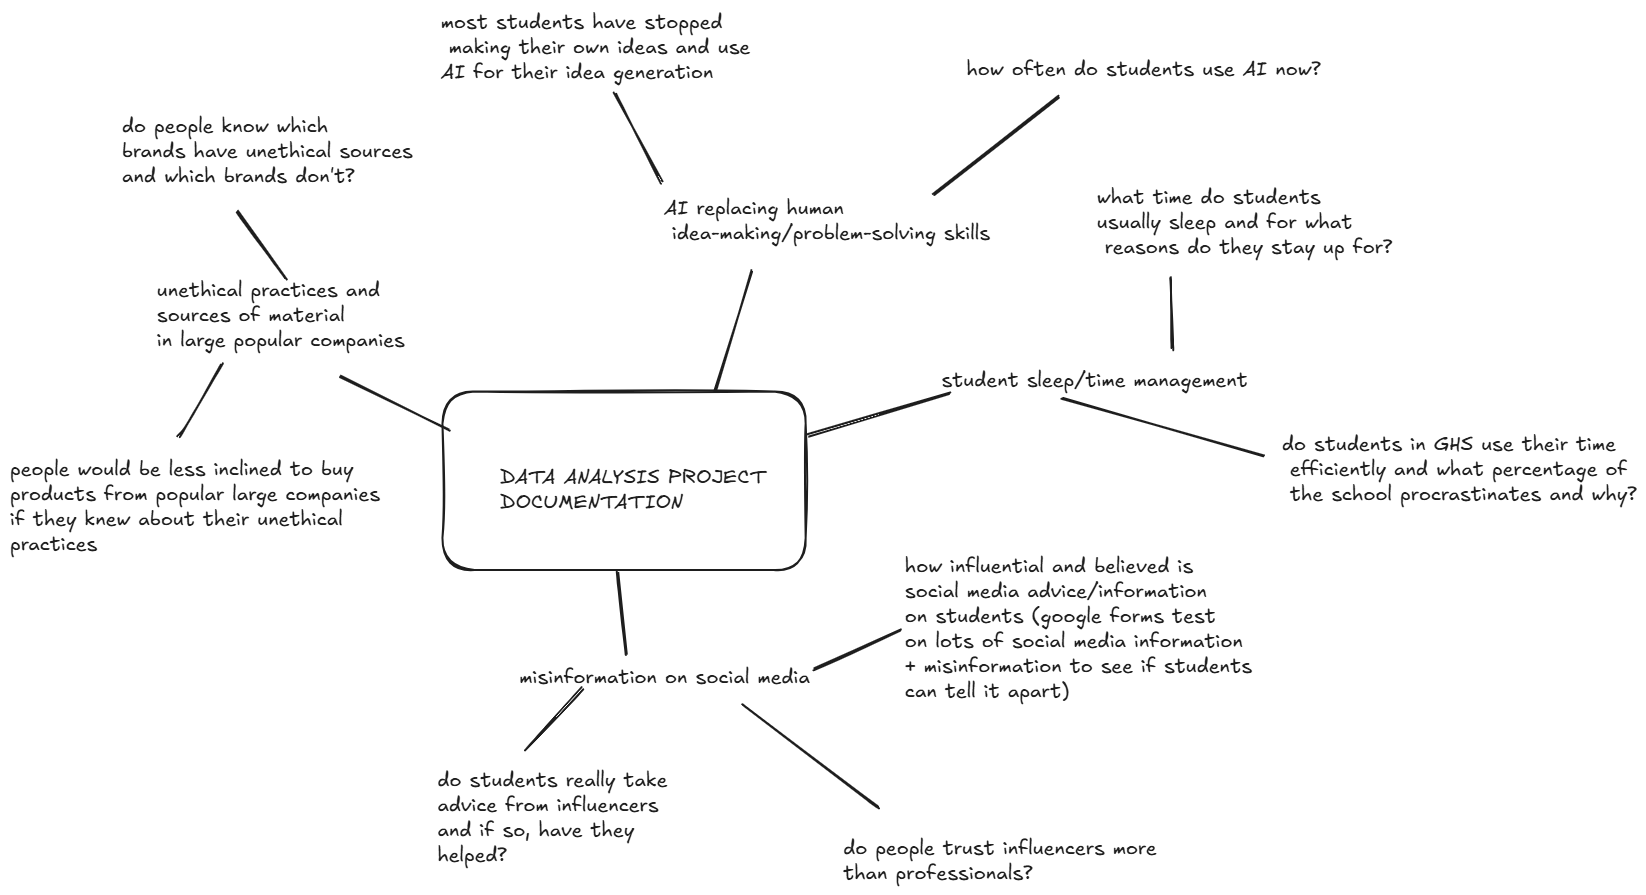 most students have stopped
making their own ideas and use
AI for their idea generation
how often do students use AI now?
do people know which
brands have unethical sources
and which brands don't?
AI replacing human
idea-making/problem-solving skills
what time do students
usually sleep and for what
reasons do they stay up for?
unethical practices and
sources of material
in large popular companies
student sleep/time management
people would be less inclined to buy
products from popular large companies
if they knew about their unethical
practices
DATA ANALYSIS PROJECT
DOCUMENTATION
do students in GHS use their time
efficiently and what percentage of
the school procrastinates and why?
how influential and believed is
social media advice/information
on students (google forms test
on lots of social media information
+ misinformation to see if students
can tell it apart)
misinformation on social media
do students really take
advice from influencers
and if so, have they
helped?
do people trust influencers more
than professionals?